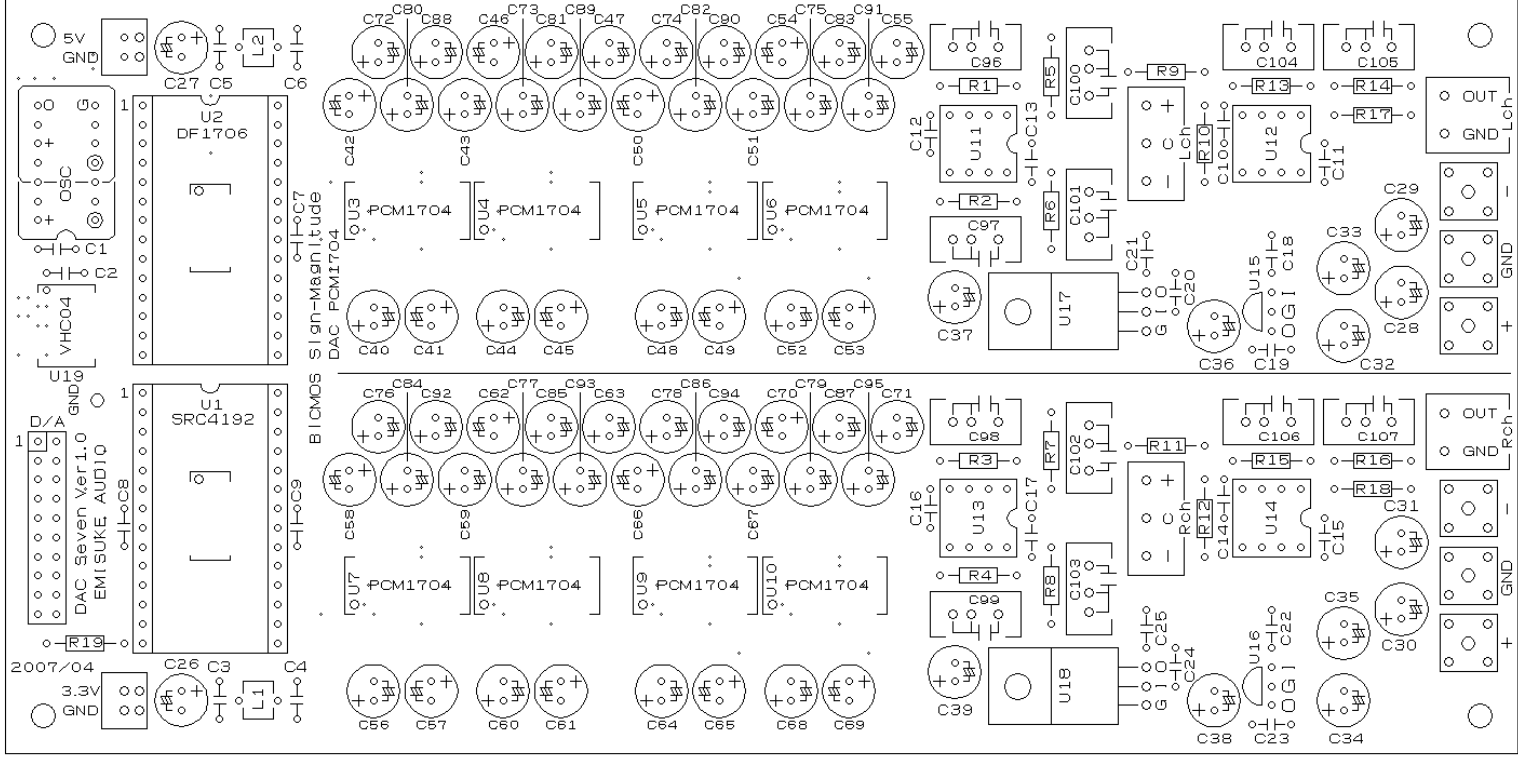 C80 C73 C89 C82 C75 C91
C72 C88 C46 C81 C47 C74 C90 C54 C83 C55
5V
GND
C27 C5 L2 C6
C96 R5 C100 R9 C104 C105
R1 R13 R14
R17
O G
+
OSC
+
1
U2
DF1706
C42 C43 C50 C51
C12 U11 C13
C
+
-
Lch
R10 C10 U12 C11
OUT
GND
Lch
C7
U3 PCM1704
U4 PCM1704
U5 PCM1704
U6 PCM1704
R2 R6 C101
C97
C29
-
C33
GND
C28
+
C1
C2
VHC04
U19
BICMOS Sign-Magnitude
DAC PCM1704
C21 C20 U15 C18
C37 U17
G I O
C36 O G I C19 C32
C40 C41 C44 C45 C48 C49 C52 C53
GND
C84 C77 C93 C86 C79 C95
C76 C92 C62 C85 C63 C78 C94 C70 C87 C71
D/A
1
1
U1
SRC4192
DAC Seven Ver1.0
EMISUKE AUDIO
C8 C9
C98 R7 C102 R11 C106 C107
R3 R15 R16
R18
OUT
GND
Rch
C58 C59 C66 C67
C16 U13 C17
+
C
-
Rch
R12 C14 U14 C15
C31
-
U7 PCM1704
U8 PCM1704
U9 PCM1704
U10 PCM1704
R4 R8 C103
C99
C35
GND
C30
+
R19
2007/04
C26 C3 C4
3.3V
GND
L1
C25 C24 U16 C22
C39 U18
G I O
C38 O G I C23 C34
C56 C57 C60 C61 C64 C65 C68 C69